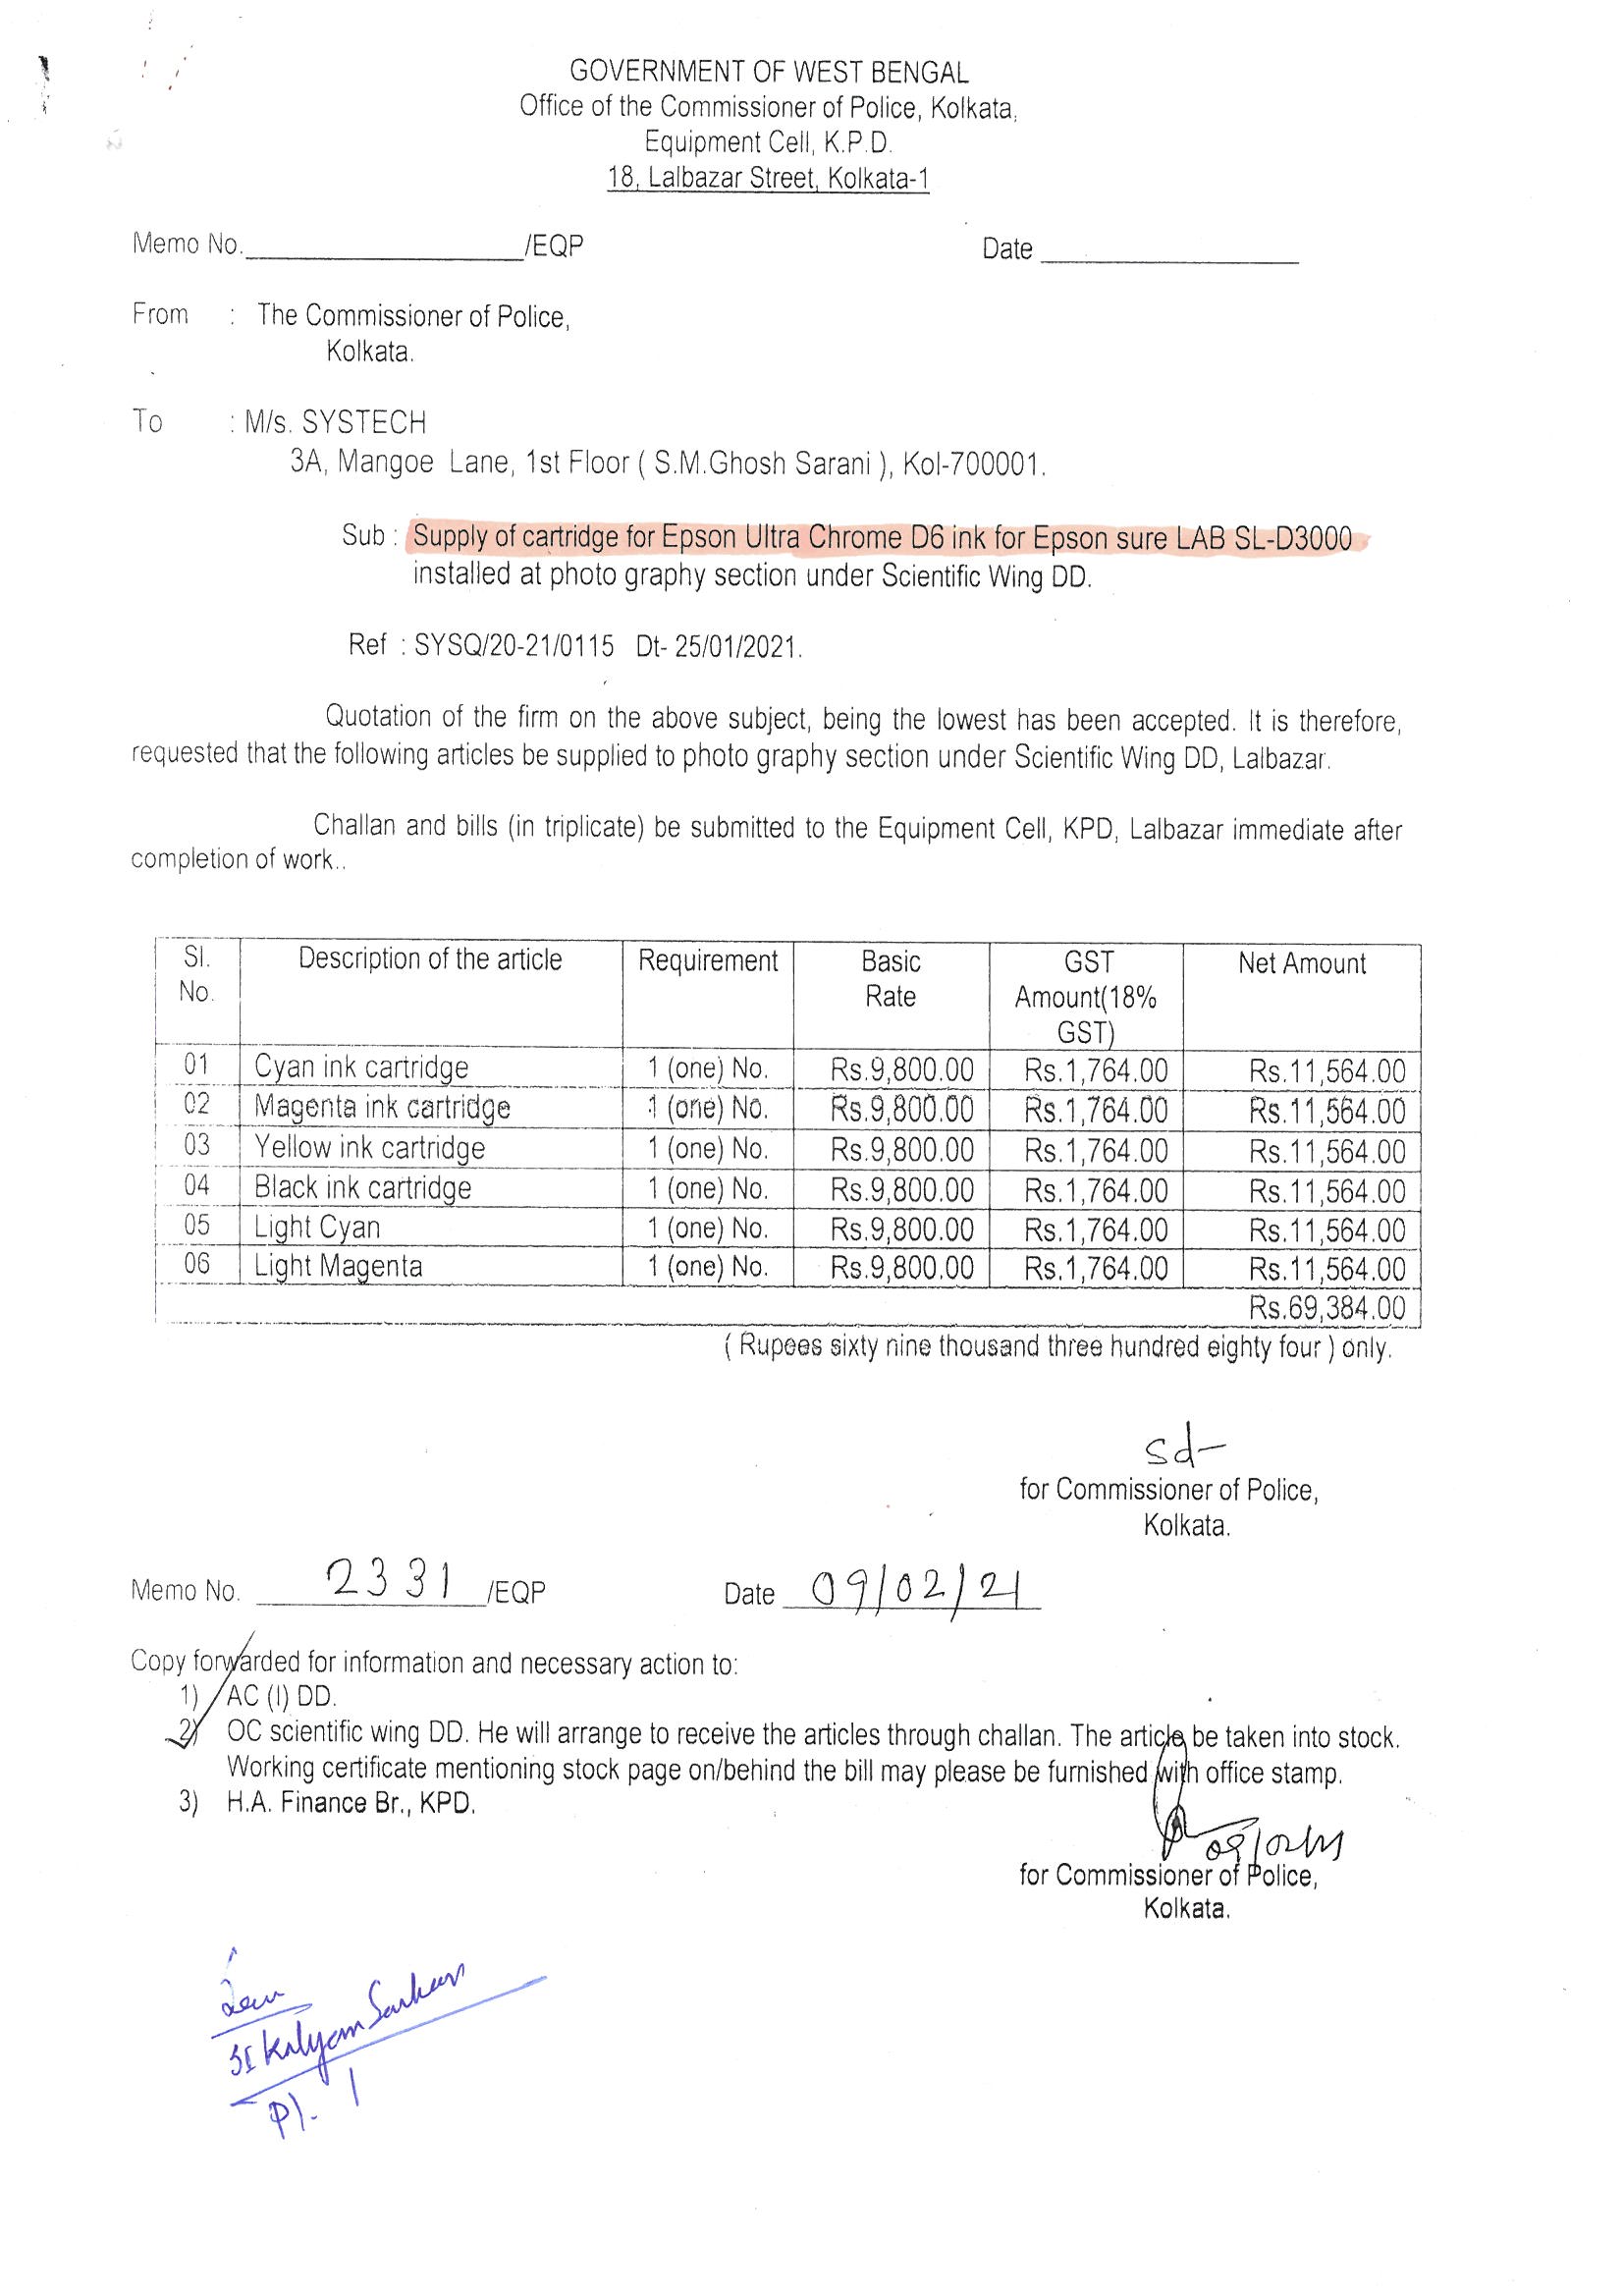 GOVERNMENT OF WEST BENGAL
Office of the Commissioner of Police, Kolkata,
Equipment Cell, K.P.D.
18, Lalbazar Street, Kolkata-1
Memo No.____________________/EQP Date ____________________
From : The Commissioner of Police,
Kolkata.
To : M/s. SYSTECH
3A, Mangoe Lane, 1st Floor ( S.M.Ghosh Sarani ), Kol-700001.
Sub : Supply of cartridge for Epson Ultra Chrome D6 ink for Epson sure LAB SL-D3000
installed at photo graphy section under Scientific Wing DD.
Ref : SYSQ/20-21/0115 Dt- 25/01/2021.
Quotation of the firm on the above subject, being the lowest has been accepted. It is therefore,
requested that the following articles be supplied to photo graphy section under Scientific Wing DD, Lalbazar.
Challan and bills (in triplicate) be submitted to the Equipment Cell, KPD, Lalbazar immediate after
completion of work..
Sl. No. Description of the article Requirement Basic Rate GST Amount(18% GST) Net Amount
01 Cyan ink cartridge 1 (one) No. Rs.9,800.00 Rs.1,764.00 Rs.11,564.00
02 Magenta ink cartridge 1 (one) No. Rs.9,800.00 Rs.1,764.00 Rs.11,564.00
03 Yellow ink cartridge 1 (one) No. Rs.9,800.00 Rs.1,764.00 Rs.11,564.00
04 Black ink cartridge 1 (one) No. Rs.9,800.00 Rs.1,764.00 Rs.11,564.00
05 Light Cyan 1 (one) No. Rs.9,800.00 Rs.1,764.00 Rs.11,564.00
06 Light Magenta 1 (one) No. Rs.9,800.00 Rs.1,764.00 Rs.11,564.00
Rs.69,384.00
( Rupees sixty nine thousand three hundred eighty four ) only.
sd-
for Commissioner of Police,
Kolkata.
Memo No. 2331 /EQP Date 09/02/21
Copy forwarded for information and necessary action to:
1) AC (I) DD.
2) OC scientific wing DD. He will arrange to receive the articles through challan. The article be taken into stock.
Working certificate mentioning stock page on/behind the bill may please be furnished with office stamp.
3) H.A. Finance Br., KPD.
09/02/21
for Commissioner of Police,
Kolkata.
SI Kalyan Sarkar